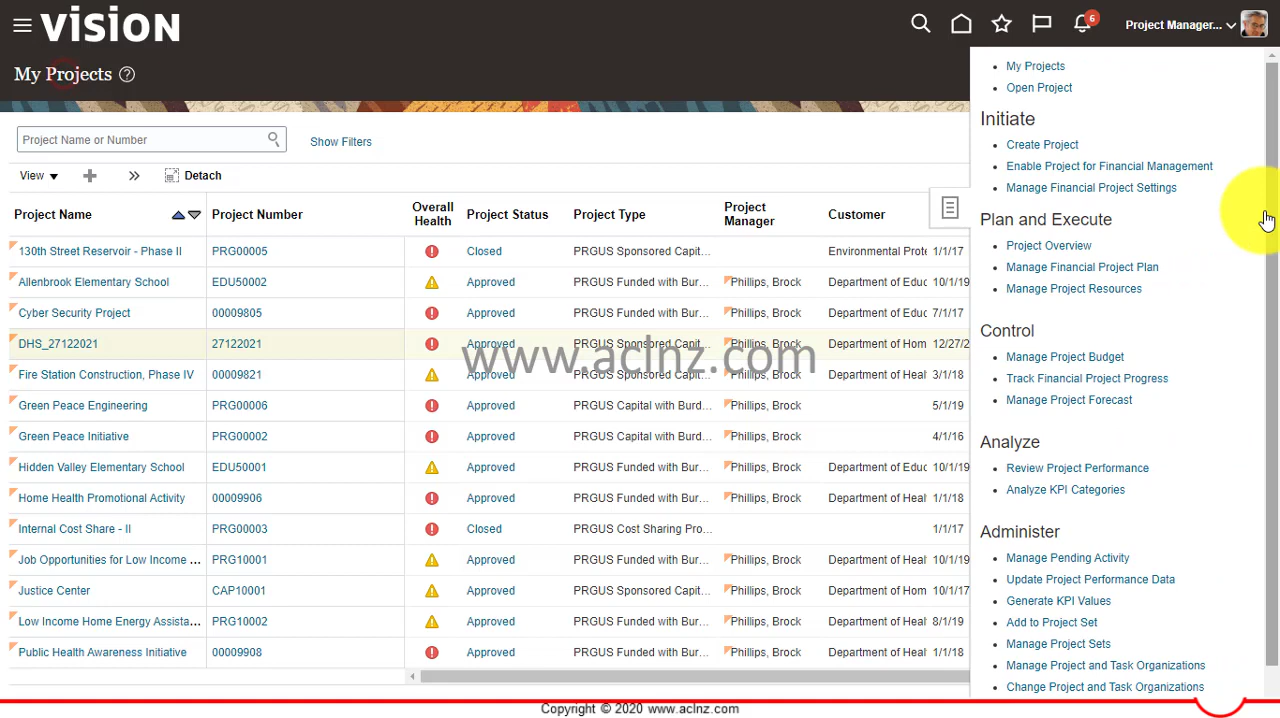 vision
6
Project Manager...
My Projects
Project Name or Number
Show Filters
View
Detach
Project Name Project Number Overall Health Project Status Project Type Project Manager Customer
130th Street Reservoir - Phase II PRG00005 Closed PRGUS Sponsored Capit... Environmental Prote 1/1/17
Allenbrook Elementary School EDU50002 Approved PRGUS Funded with Bur... Phillips, Brock Department of Educ 10/1/19
Cyber Security Project 00009805 Approved PRGUS Funded with Bur... Phillips, Brock Department of Educ 7/1/17
DHS_27122021 27122021 Approved PRGUS Sponsored Capit... Phillips, Brock Department of Hom 12/27/2
Fire Station Construction, Phase IV 00009821 Approved PRGUS Sponsored Capit... Phillips, Brock Department of Heal 3/1/18
Green Peace Engineering PRG00006 Approved PRGUS Capital with Burd... Phillips, Brock 5/1/19
Green Peace Initiative PRG00002 Approved PRGUS Capital with Burd... Phillips, Brock 4/1/16
Hidden Valley Elementary School EDU50001 Approved PRGUS Funded with Bur... Phillips, Brock Department of Educ 10/1/19
Home Health Promotional Activity 00009906 Approved PRGUS Funded with Bur... Phillips, Brock Department of Heal 1/1/18
Internal Cost Share - II PRG00003 Closed PRGUS Cost Sharing Pro... 1/1/17
Job Opportunities for Low Income ... PRG10001 Approved PRGUS Funded with Bur... Phillips, Brock Department of Heal 10/1/19
Justice Center CAP10001 Approved PRGUS Sponsored Capit... Phillips, Brock Department of Heal 10/1/17
Low Income Home Energy Assista... PRG10002 Approved PRGUS Funded with Bur... Phillips, Brock Department of Heal 8/1/19
Public Health Awareness Initiative 00009908 Approved PRGUS Funded with Bur... Phillips, Brock Department of Heal 1/1/18
www.aclnz.com
My Projects
Open Project
Initiate
Create Project
Enable Project for Financial Management
Manage Financial Project Settings
Plan and Execute
Project Overview
Manage Financial Project Plan
Manage Project Resources
Control
Manage Project Budget
Track Financial Project Progress
Manage Project Forecast
Analyze
Review Project Performance
Analyze KPI Categories
Administer
Manage Pending Activity
Update Project Performance Data
Generate KPI Values
Add to Project Set
Manage Project Sets
Manage Project and Task Organizations
Change Project and Task Organizations
Copyright © 2020 www.aclnz.com